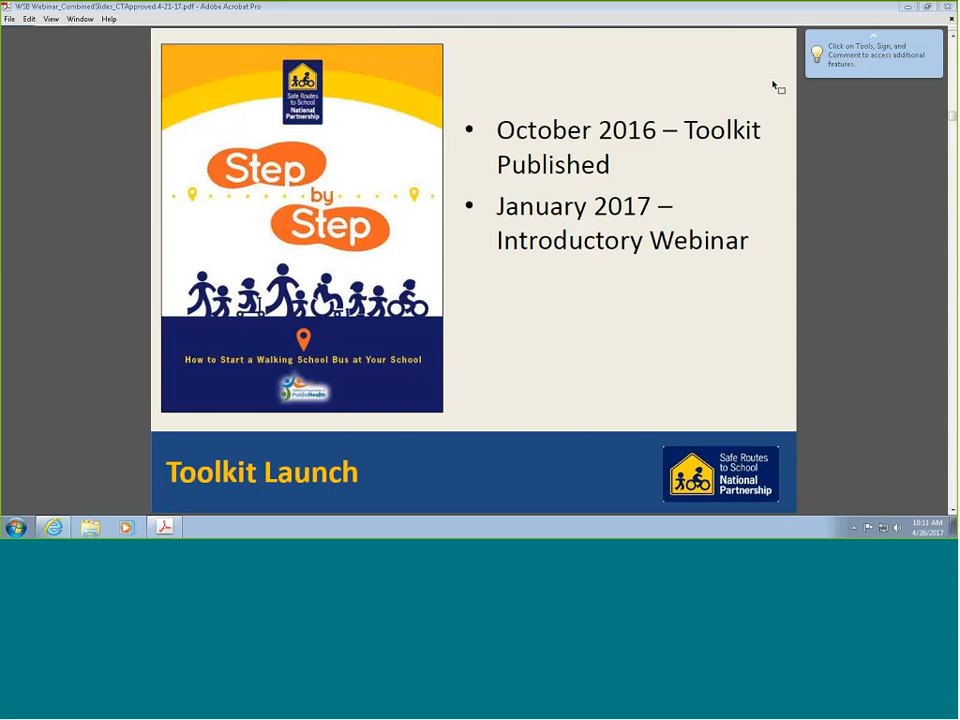 WSB Webinar_CombinedSlides_CTApproved.4-21-17.pdf - Adobe Acrobat Pro
File Edit View Window Help
Click on Tools, Sign, and
Comment to access additional
features.
Safe Routes
to School
National
Partnership
Step
by
Step
How to Start a Walking School Bus at Your School
PublicHealth
• October 2016 – Toolkit
Published
• January 2017 –
Introductory Webinar
Toolkit Launch
Safe Routes
to School
National
Partnership
10:11 AM
4/26/2017